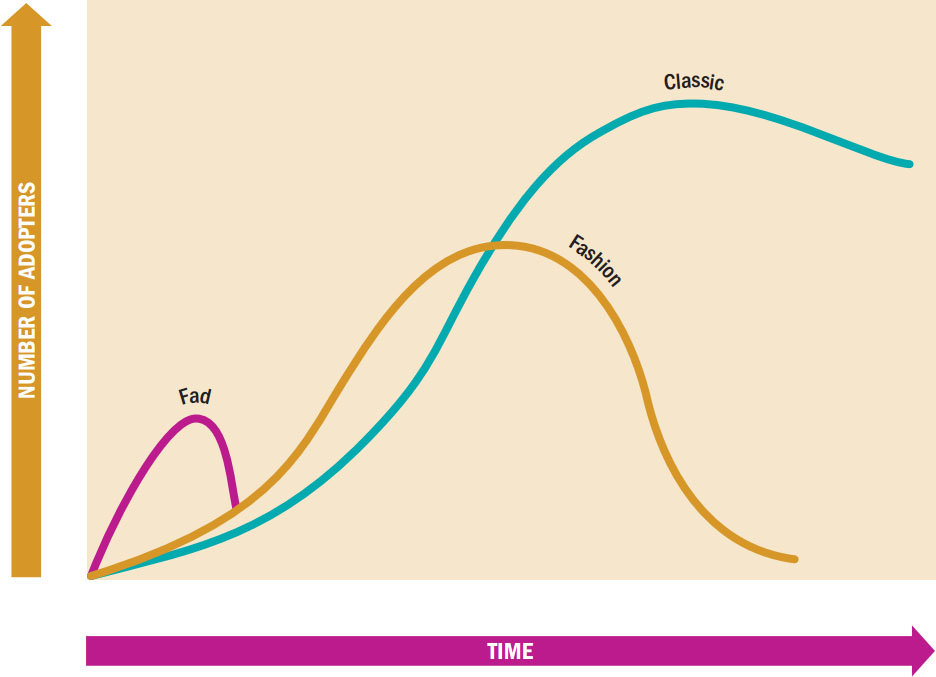 NUMBER OF ADOPTERS
Classic
Fashion
Fad
TIME